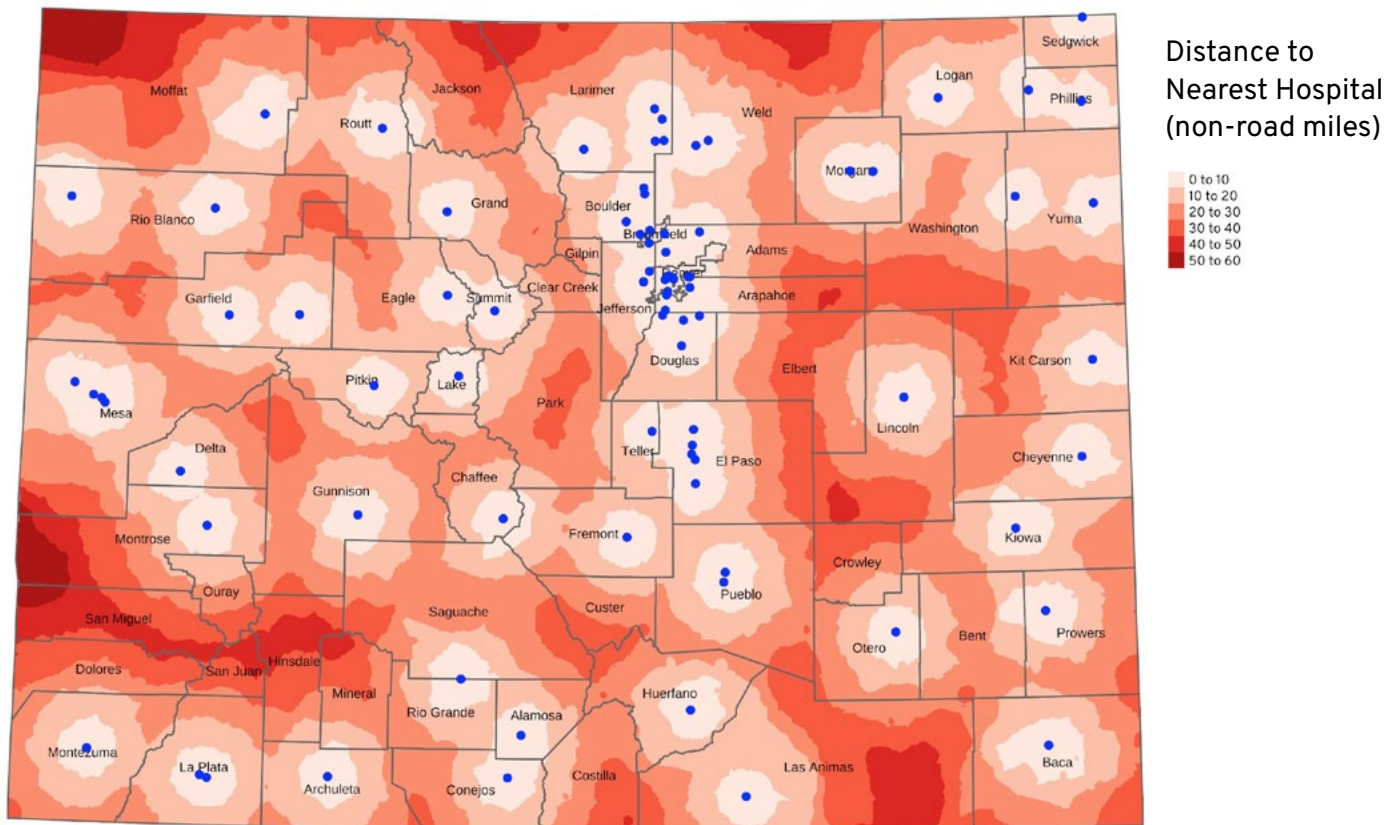 Distance to
Nearest Hospital
(non-road miles)
0 to 10
10 to 20
20 to 30
30 to 40
40 to 50
50 to 60
Sedgwick
Logan
Phillips
Moffat
Jackson
Larimer
Weld
Routt
Morgan
Rio Blanco
Grand
Boulder
Yuma
Washington
Broomfield
Gilpin
Adams
Denver
Garfield
Eagle
Summit
Clear Creek
Arapahoe
Jefferson
Douglas
Kit Carson
Elbert
Pitkin
Lake
Park
Mesa
Lincoln
Delta
Teller
El Paso
Cheyenne
Gunnison
Chaffee
Fremont
Kiowa
Montrose
Crowley
Ouray
Pueblo
San Miguel
Saguache
Custer
Bent
Prowers
Otero
Dolores
San Juan
Hinsdale
Mineral
Huerfano
Rio Grande
Alamosa
Montezuma
La Plata
Archuleta
Conejos
Costilla
Las Animas
Baca